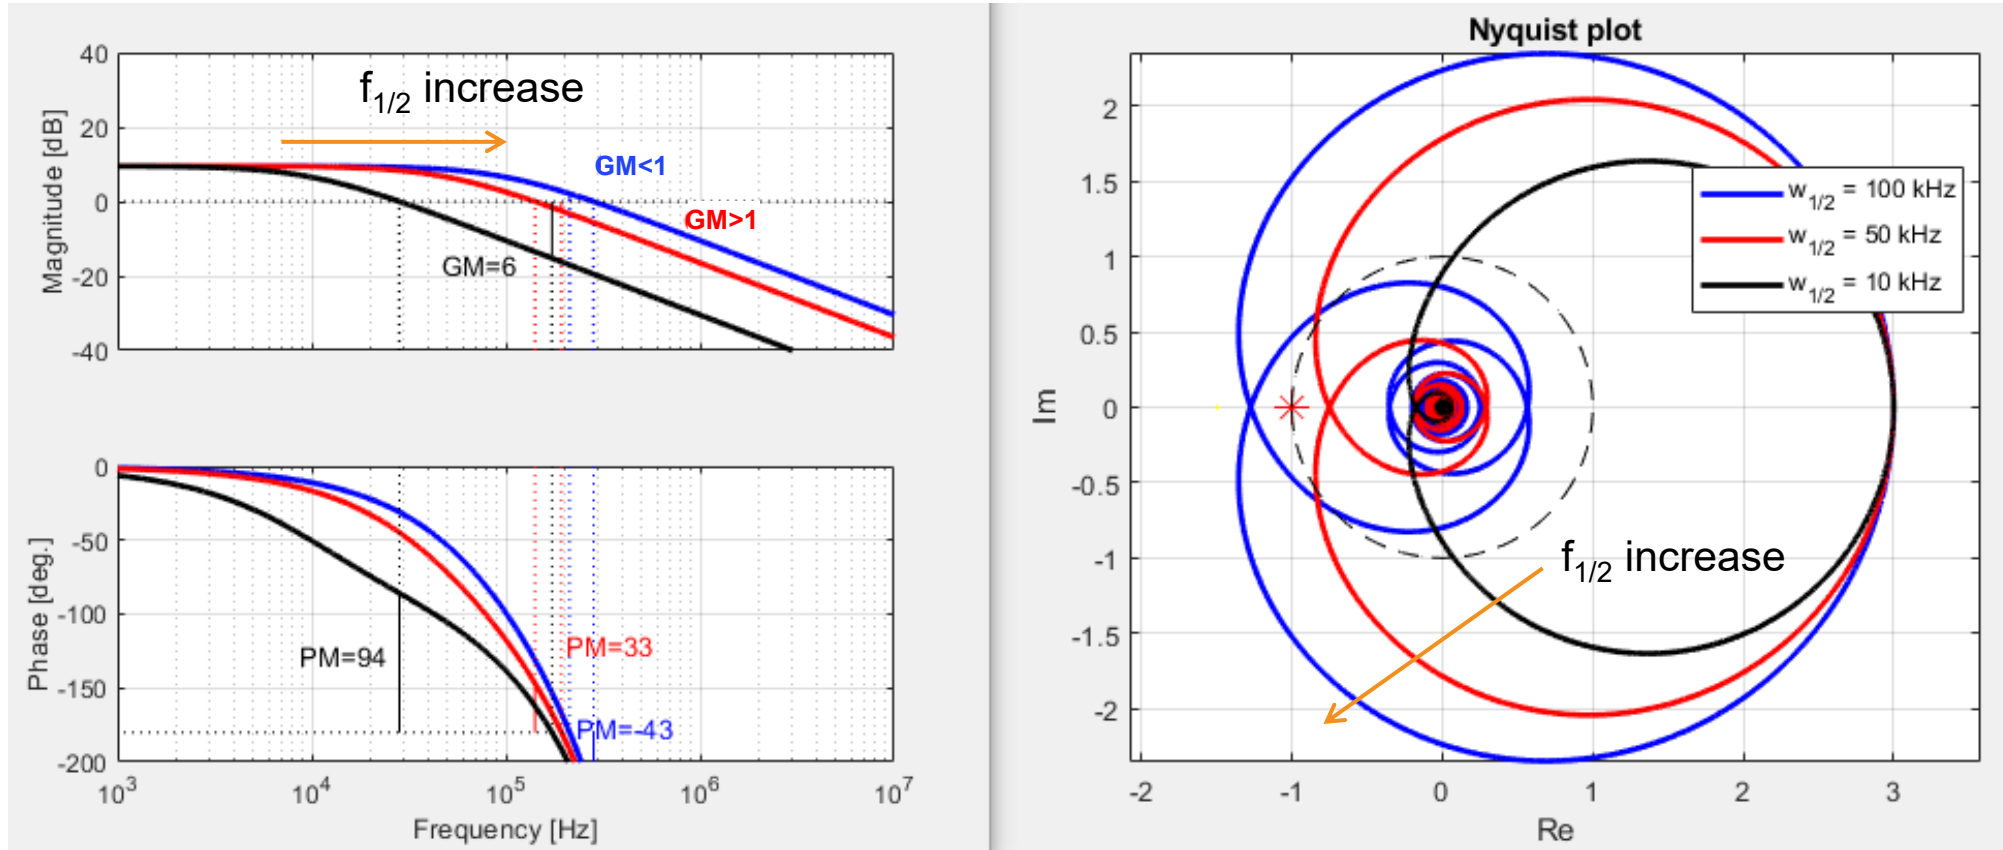 40
20
0
-20
-40
Magnitude [dB]
f1/2 increase
GM<1
GM>1
GM=6
0
-50
-100
-150
-200
Phase [deg.]
PM=94
PM=33
PM=-43
10^3
10^4
10^5
10^6
10^7
Frequency [Hz]
Nyquist plot
2
1.5
1
0.5
0
-0.5
-1
-1.5
-2
Im
w1/2 = 100 kHz
w1/2 = 50 kHz
w1/2 = 10 kHz
f1/2 increase
-2
-1
0
1
2
3
Re